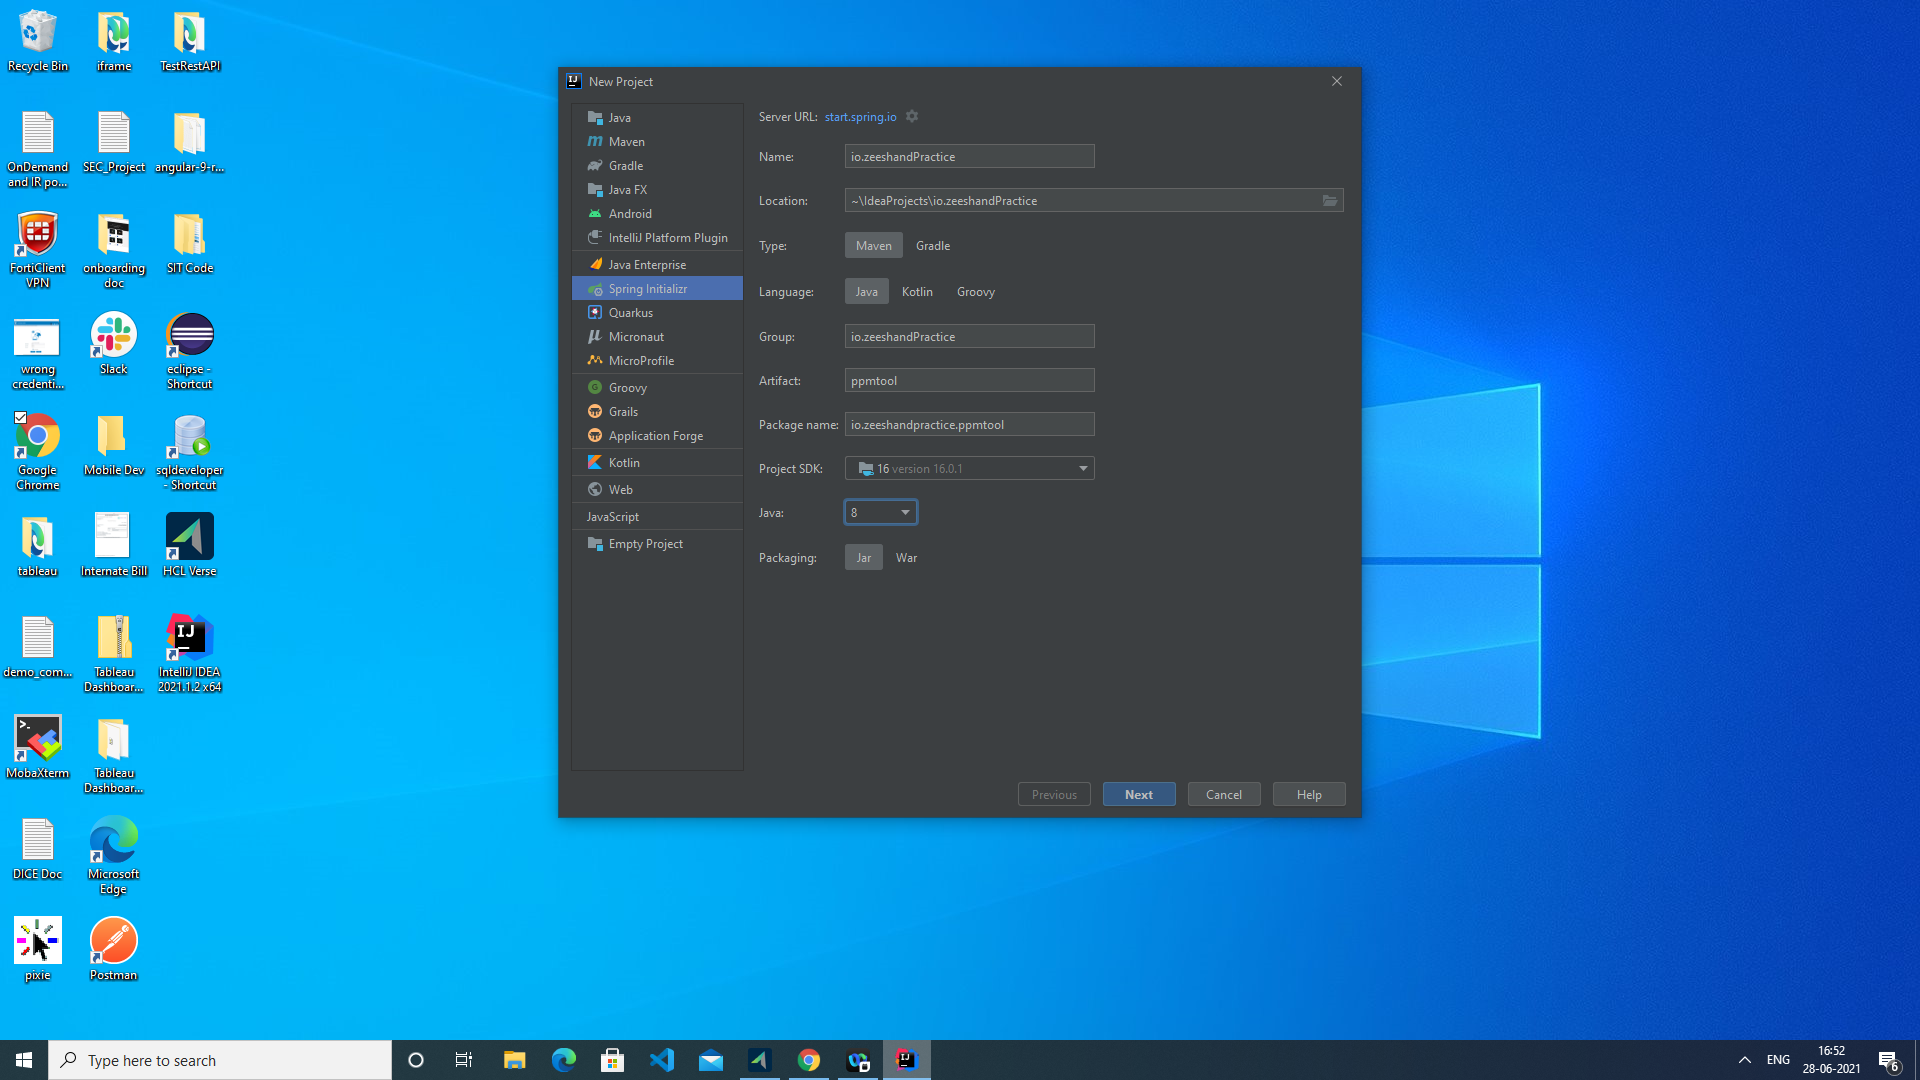 Recycle Bin
iframe
TestRestAPI
OnDemand
and IR po...
SEC_Project
angular-9-r...
FortiClient
VPN
onboarding
doc
SIT Code
wrong
credenti...
Slack
eclipse -
Shortcut
Google
Chrome
Mobile Dev
sqldeveloper
- Shortcut
tableau
Internate Bill
HCL Verse
demo_com...
Tableau
Dashboar...
IntelliJ IDEA
2021.1.2 x64
MobaXterm
Tableau
Dashboar...
DICE Doc
Microsoft
Edge
pixie
Postman
New Project
Java
Maven
Gradle
Java FX
Android
IntelliJ Platform Plugin
Java Enterprise
Spring Initializr
Quarkus
Micronaut
MicroProfile
Groovy
Grails
Application Forge
Kotlin
Web
JavaScript
Empty Project
Server URL: start.spring.io
Name: io.zeeshandPractice
Location: ~\IdeaProjects\io.zeeshandPractice
Type: Maven Gradle
Language: Java Kotlin Groovy
Group: io.zeeshandPractice
Artifact: ppmtool
Package name: io.zeeshandpractice.ppmtool
Project SDK: 16 version 16.0.1
Java: 8
Packaging: Jar War
Previous Next Cancel Help
Type here to search
ENG
16:52
28-06-2021
6